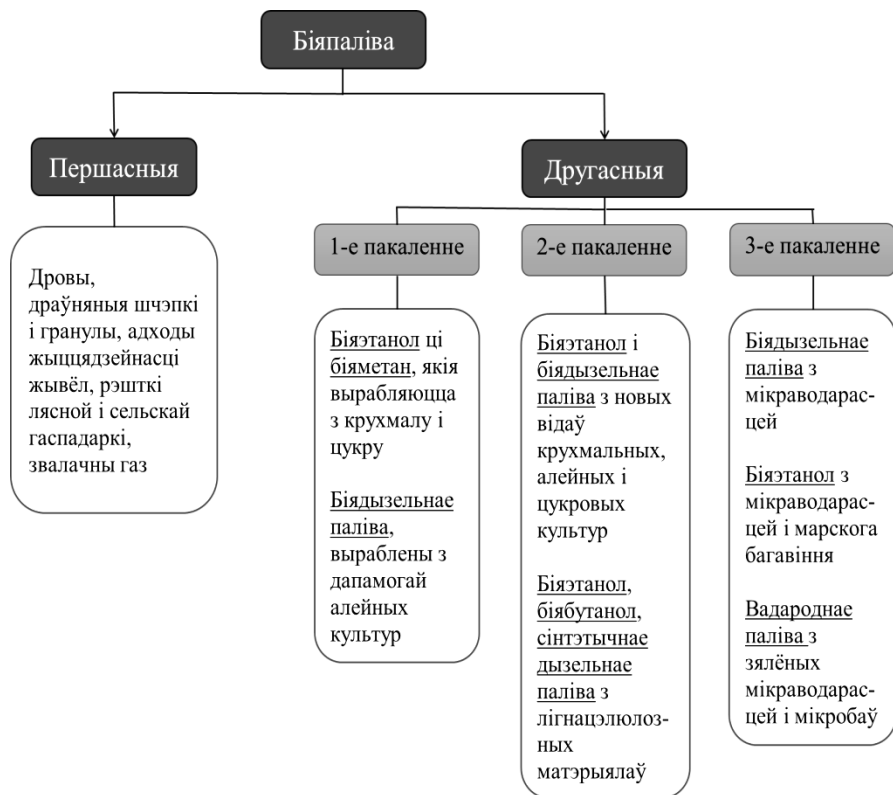 Біяпаліва
Першасныя
Другасныя
Дровы,
драўняныя шчэпкі
і гранулы, адходы
жыццядзейнасці
жывёл, рэшткі
лясной і сельскай
гаспадаркі,
звалачны газ
1-е пакаленне
Біяэтанол ці
біяметан, якія
вырабляюцца
з крухмалу і
цукру
Біядызельнае
паліва,
выраблены з
дапамогай
алейных
культур
2-е пакаленне
Біяэтанол і
біядызельнае
паліва з новых
відаў
крухмальных,
алейных і
цукровых
культур
Біяэтанол,
біябутанол,
сінтэтычнае
дызельнае
паліва з
лігнацэлюлоз-
ных
матэрыялаў
3-е пакаленне
Біядызельнае
паліва з
мікраводарас-
цей
Біяэтанол з
мікраводарас-
цей і марскога
багавіння
Вадароднае
паліва з
зялёных
мікраводарас-
цей і мікробаў